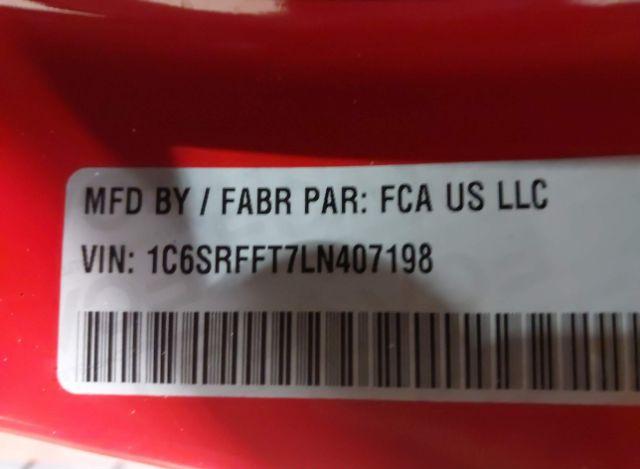 MFD BY / FABR PAR: FCA US LLC
VIN: 1C6SRFFT7LN407198